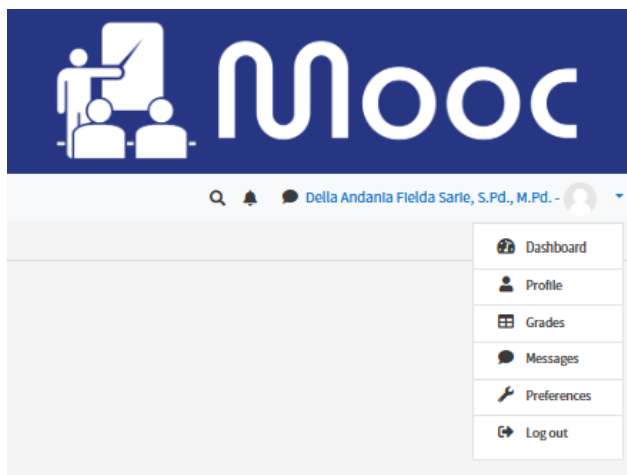 Mooc
Della Andania Fielda Sarie, S.Pd., M.Pd. -
Dashboard
Profile
Grades
Messages
Preferences
Log out